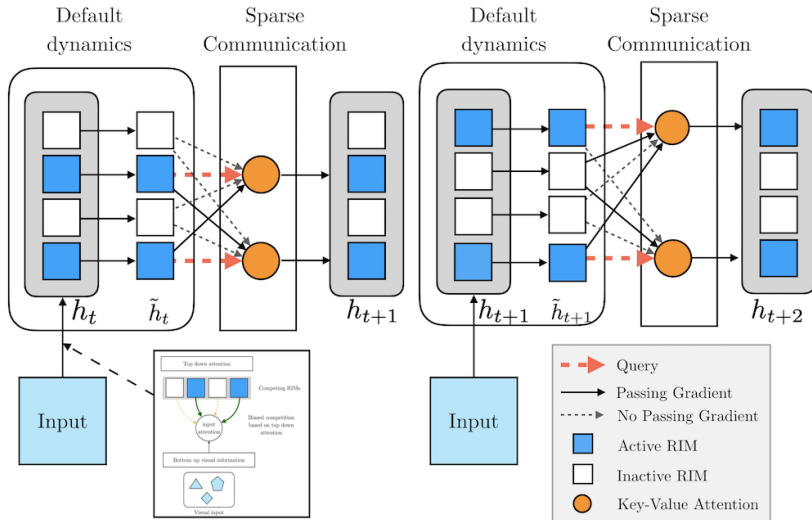 Default
dynamics
Sparse
Communication
Default
dynamics
Sparse
Communication
h_t
h̃_t
h_{t+1}
h_{t+1}
h̃_{t+1}
h_{t+2}
Input
Top-down attention
Competing RIMs
input
attention
Biased competition
based on top down
attention
Bottom up visual information
Visual input
Input
Query
Passing Gradient
No Passing Gradient
Active RIM
Inactive RIM
Key-Value Attention